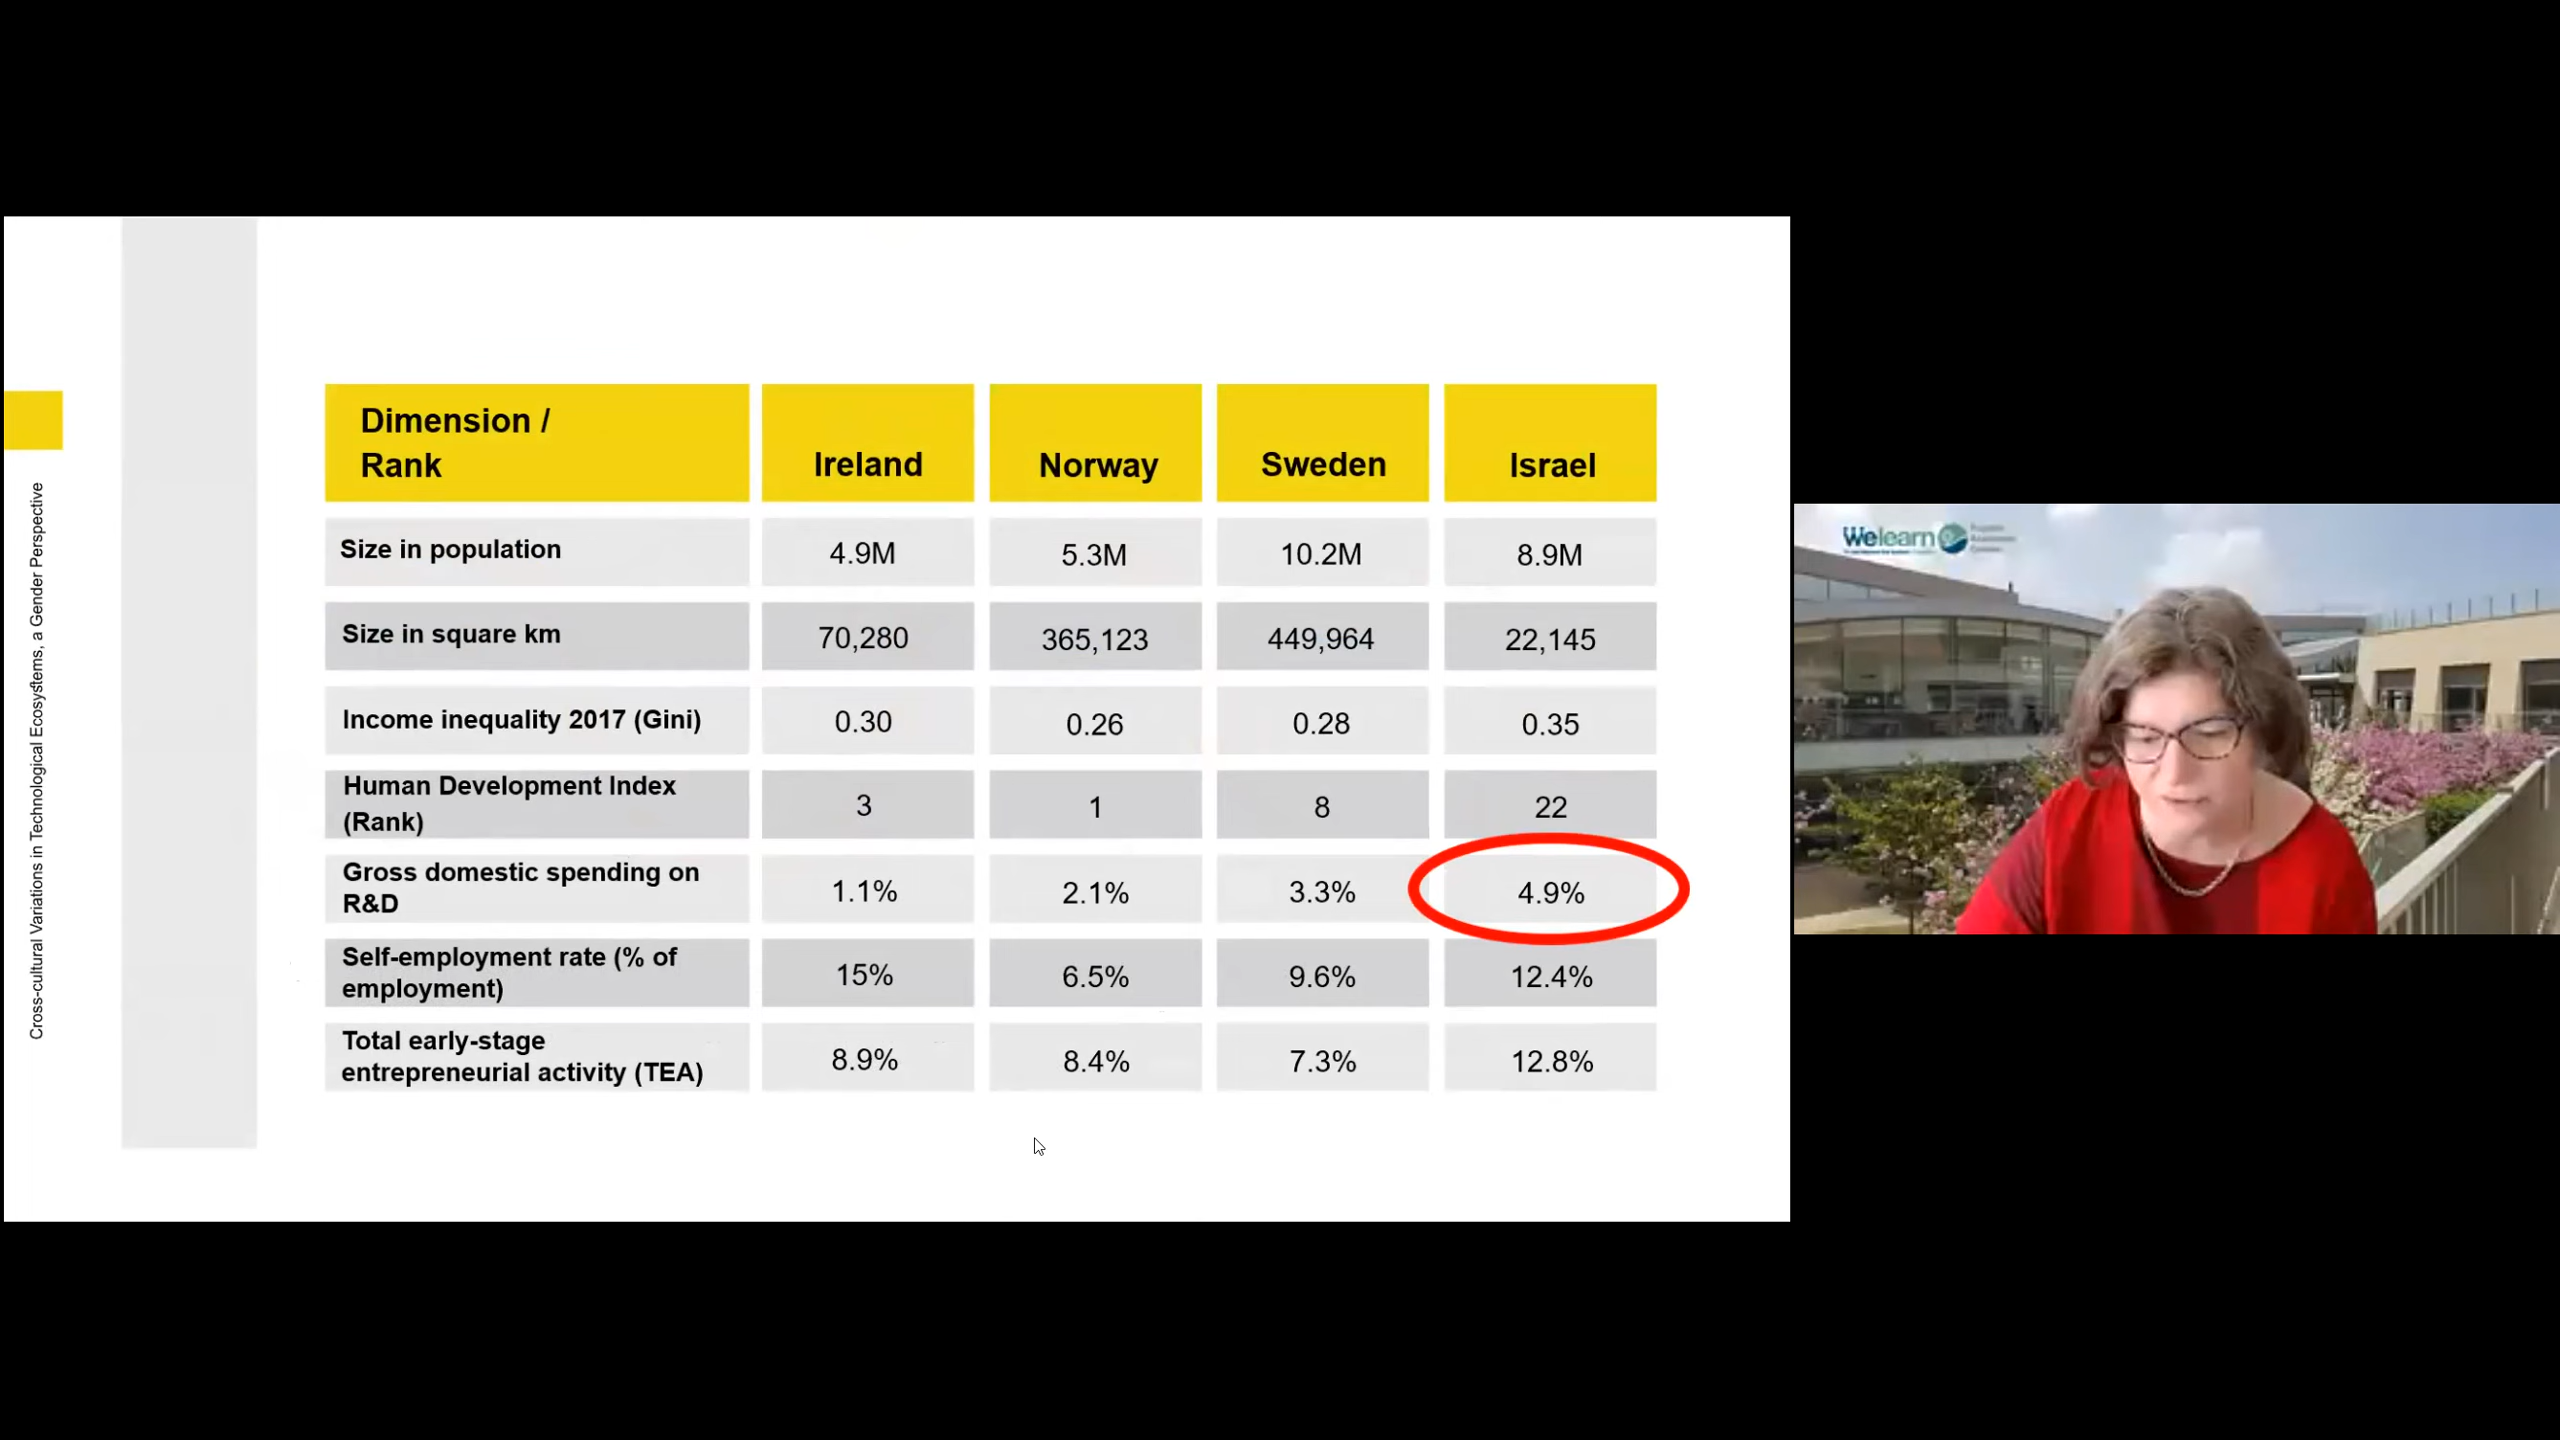 Cross-cultural Variations in Technological Ecosystems, a Gender Perspective
Dimension /
Rank
Ireland
Norway
Sweden
Israel
Size in population
4.9M
5.3M
10.2M
8.9M
Size in square km
70,280
365,123
449,964
22,145
Income inequality 2017 (Gini)
0.30
0.26
0.28
0.35
Human Development Index
(Rank)
3
1
8
22
Gross domestic spending on
R&D
1.1%
2.1%
3.3%
4.9%
Self-employment rate (% of
employment)
15%
6.5%
9.6%
12.4%
Total early-stage
entrepreneurial activity (TEA)
8.9%
8.4%
7.3%
12.8%
Welearn